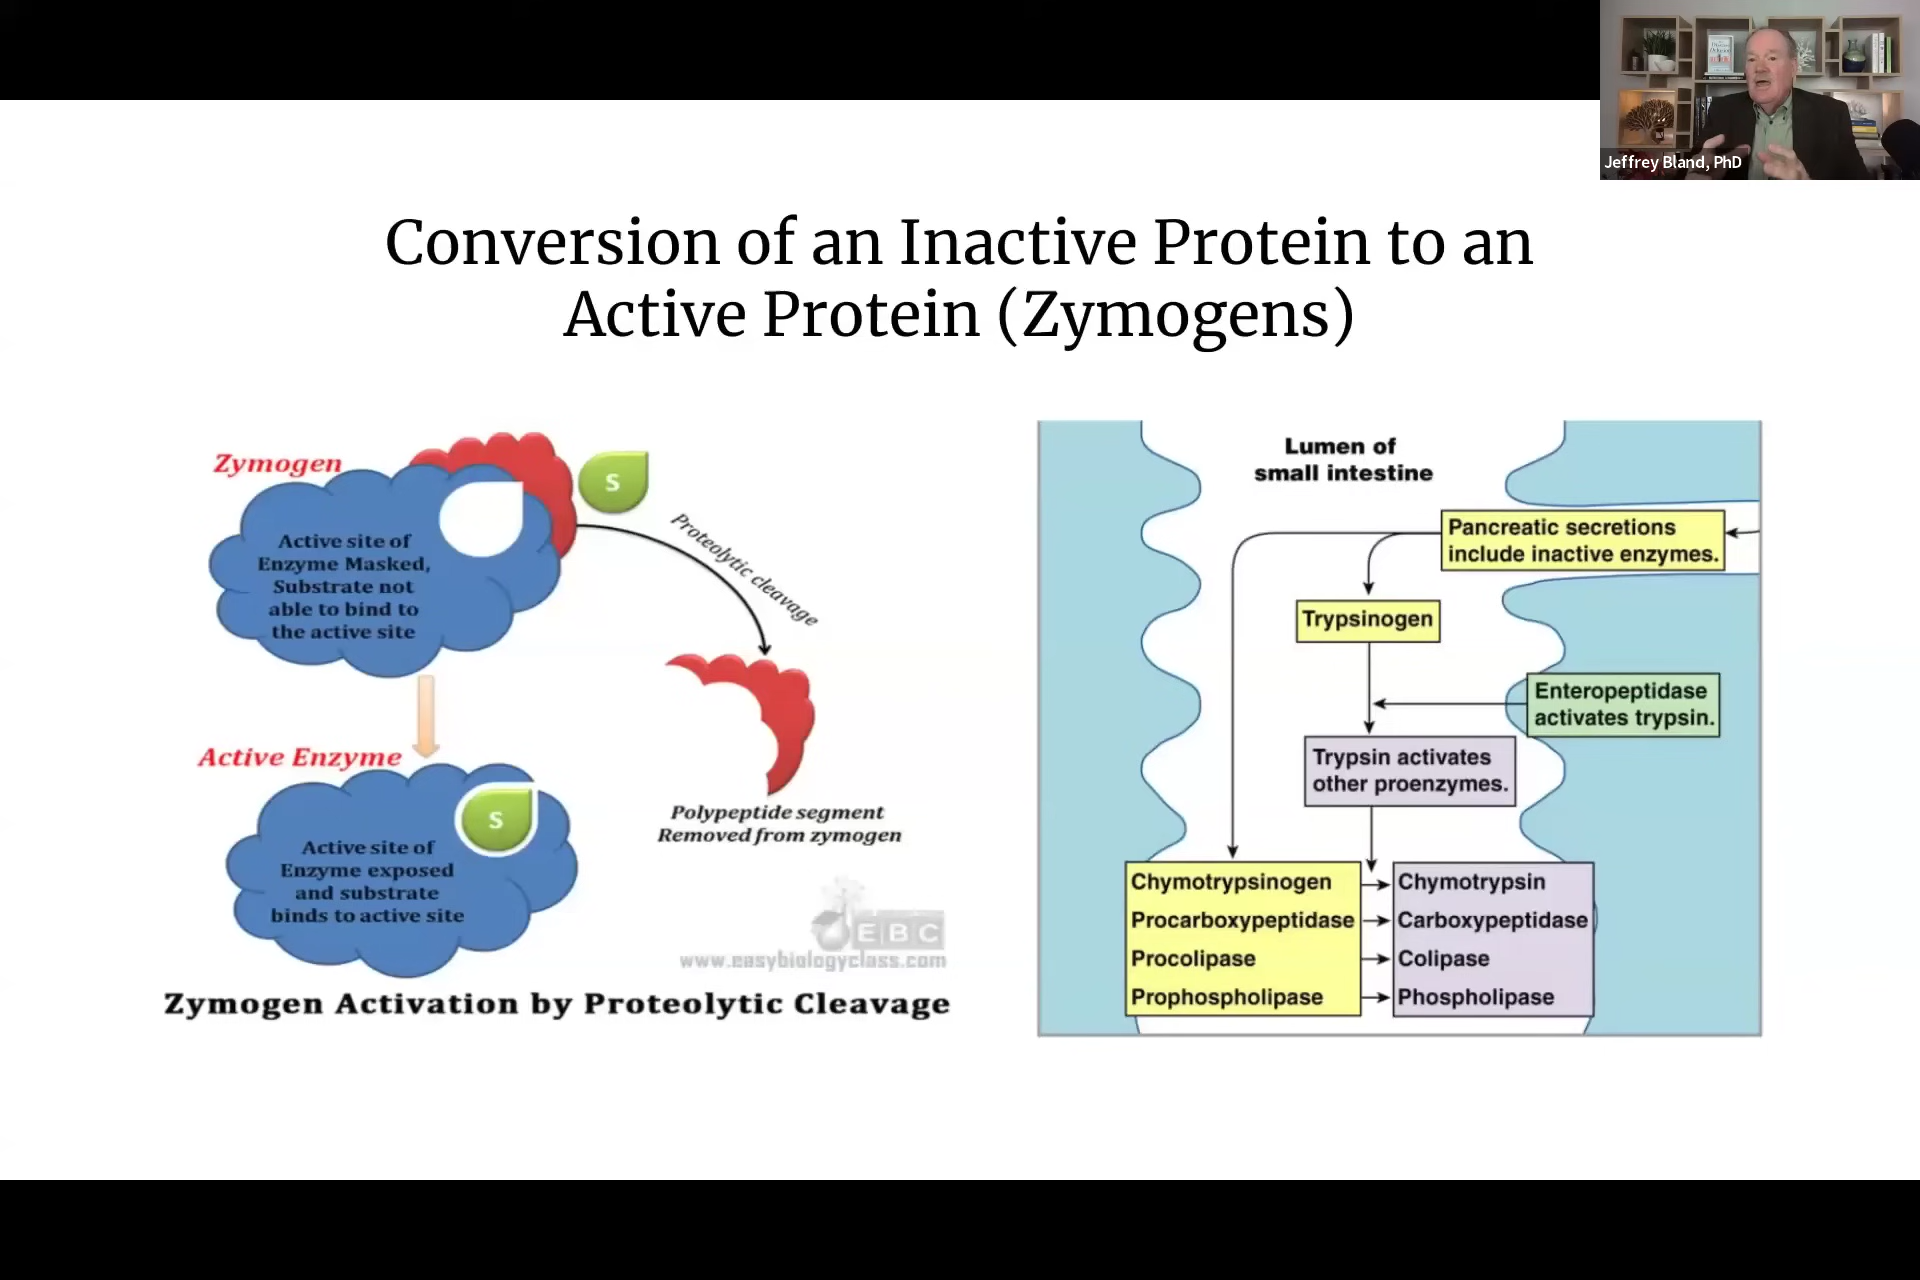 Jeffrey Bland, PhD
Conversion of an Inactive Protein to an
Active Protein (Zymogens)
Zymogen
S
Active site of
Enzyme Masked,
Substrate not
able to bind to
the active site
Proteolytic cleavage
Active Enzyme
S
Active site of
Enzyme exposed
and substrate
binds to active site
Polypeptide segment
Removed from zymogen
EBC
www.easybiologyclass.com
Zymogen Activation by Proteolytic Cleavage
Lumen of
small intestine
Pancreatic secretions
include inactive enzymes.
Trypsinogen
Enteropeptidase
activates trypsin.
Trypsin activates
other proenzymes.
Chymotrypsinogen
Procarboxypeptidase
Procolipase
Prophospholipase
Chymotrypsin
Carboxypeptidase
Colipase
Phospholipase